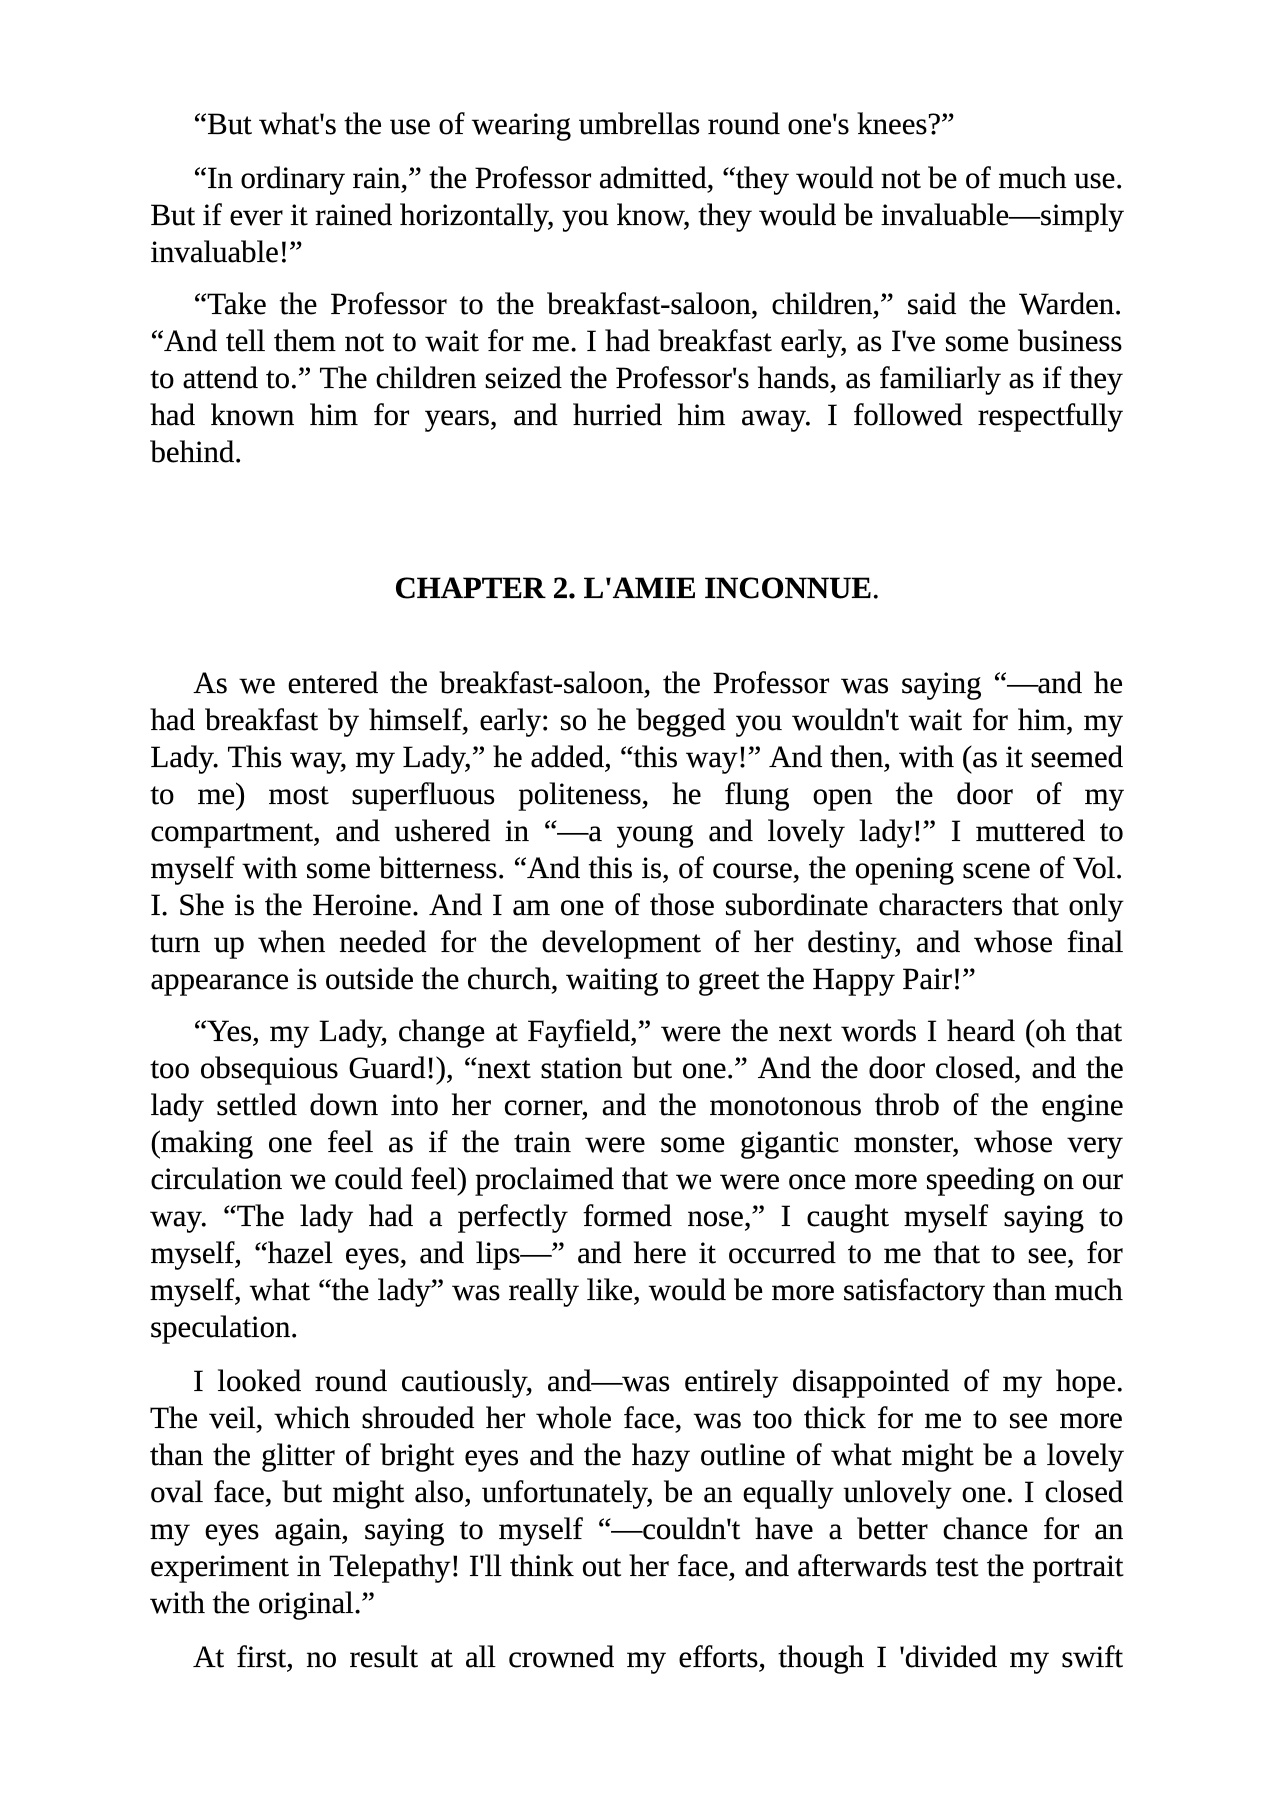 “But what's the use of wearing umbrellas round one's knees?”
“In ordinary rain,” the Professor admitted, “they would not be of much use.
But if ever it rained horizontally, you know, they would be invaluable—simply
invaluable!”
“Take the Professor to the breakfast-saloon, children,” said the Warden.
“And tell them not to wait for me. I had breakfast early, as I've some business
to attend to.” The children seized the Professor's hands, as familiarly as if they
had known him for years, and hurried him away. I followed respectfully
behind.
CHAPTER 2. L'AMIE INCONNUE.
As we entered the breakfast-saloon, the Professor was saying “—and he
had breakfast by himself, early: so he begged you wouldn't wait for him, my
Lady. This way, my Lady,” he added, “this way!” And then, with (as it seemed
to me) most superfluous politeness, he flung open the door of my
compartment, and ushered in “—a young and lovely lady!” I muttered to
myself with some bitterness. “And this is, of course, the opening scene of Vol.
I. She is the Heroine. And I am one of those subordinate characters that only
turn up when needed for the development of her destiny, and whose final
appearance is outside the church, waiting to greet the Happy Pair!”
“Yes, my Lady, change at Fayfield,” were the next words I heard (oh that
too obsequious Guard!), “next station but one.” And the door closed, and the
lady settled down into her corner, and the monotonous throb of the engine
(making one feel as if the train were some gigantic monster, whose very
circulation we could feel) proclaimed that we were once more speeding on our
way. “The lady had a perfectly formed nose,” I caught myself saying to
myself, “hazel eyes, and lips—” and here it occurred to me that to see, for
myself, what “the lady” was really like, would be more satisfactory than much
speculation.
I looked round cautiously, and—was entirely disappointed of my hope.
The veil, which shrouded her whole face, was too thick for me to see more
than the glitter of bright eyes and the hazy outline of what might be a lovely
oval face, but might also, unfortunately, be an equally unlovely one. I closed
my eyes again, saying to myself “—couldn't have a better chance for an
experiment in Telepathy! I'll think out her face, and afterwards test the portrait
with the original.”
At first, no result at all crowned my efforts, though I 'divided my swift